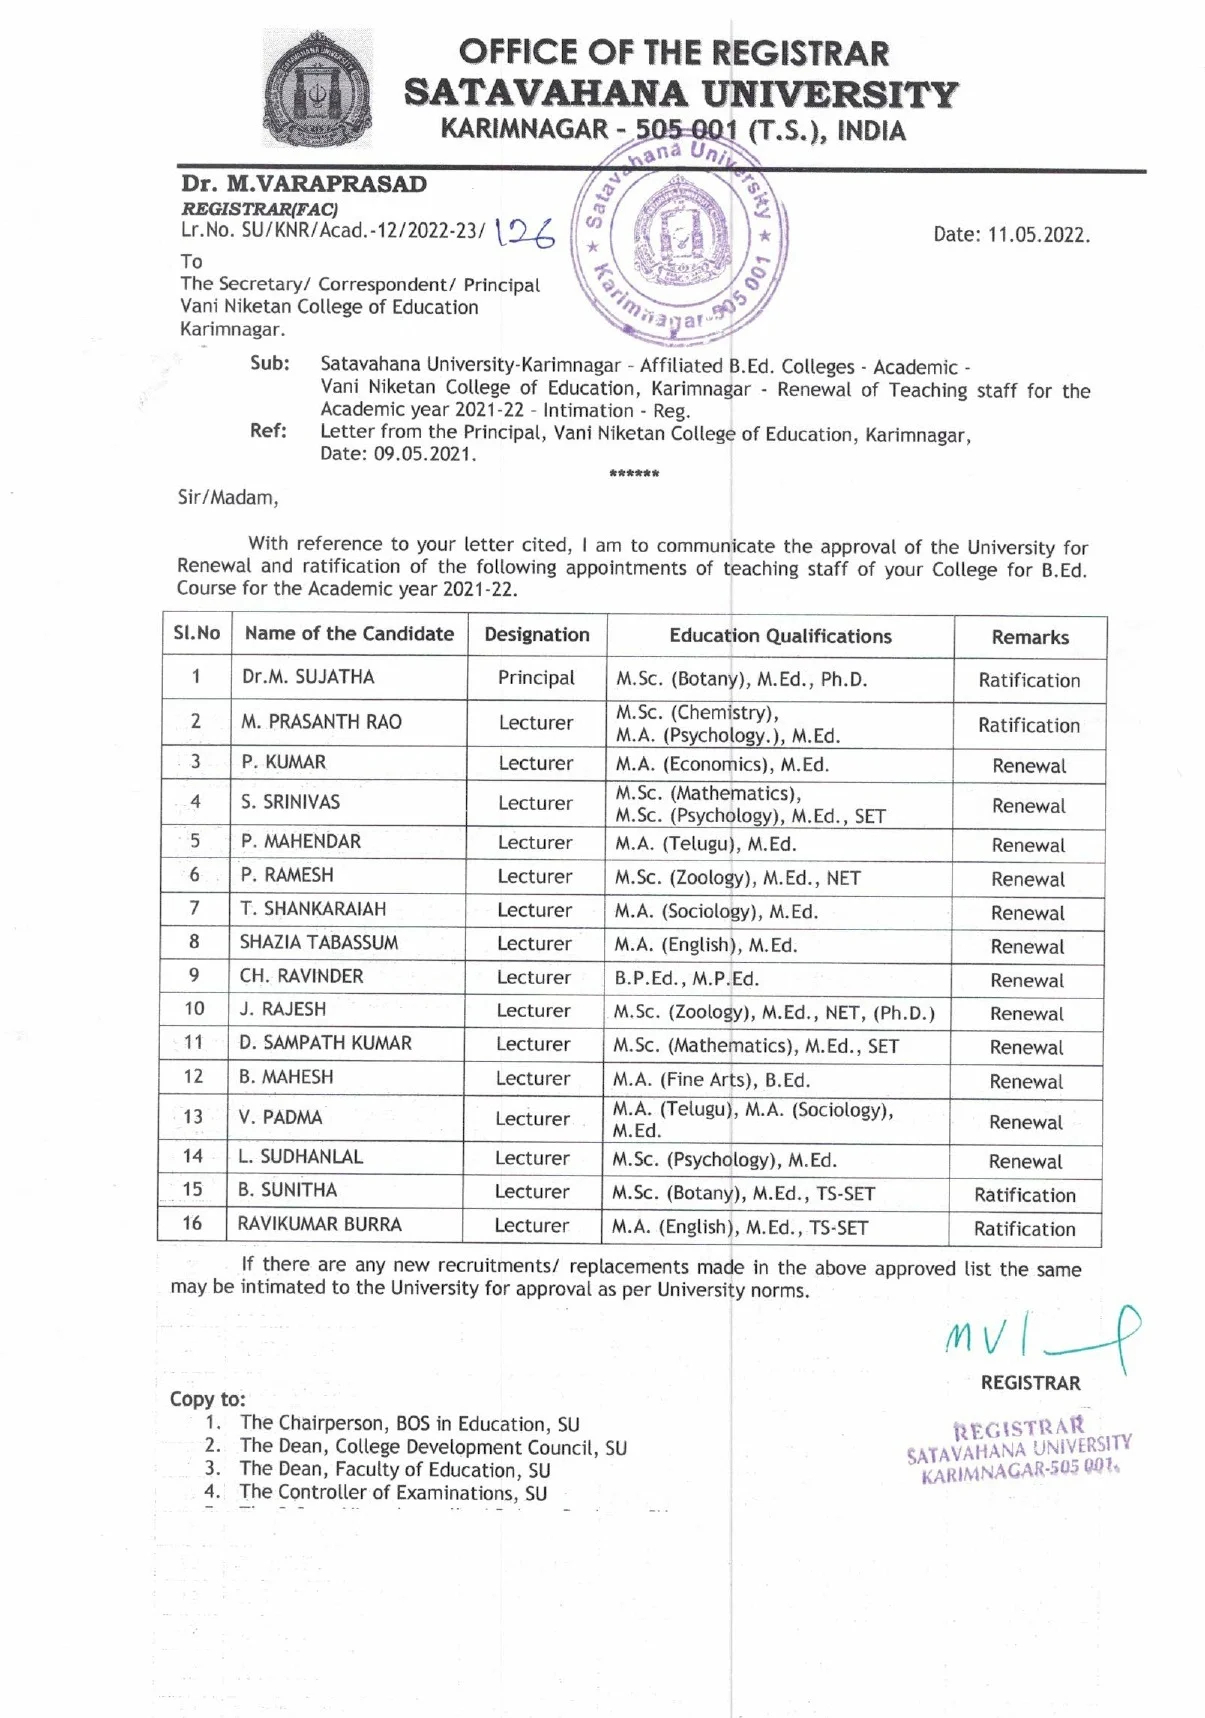 OFFICE OF THE REGISTRAR
SATAVAHANA UNIVERSITY
KARIMNAGAR - 505 001 (T.S.), INDIA
Satavahana University
★ Karimnagar-505 001 ★
Dr. M.VARAPRASAD
REGISTRAR(FAC)
Lr.No. SU/KNR/Acad.-12/2022-23/ 126
Date: 11.05.2022.
To
The Secretary/ Correspondent/ Principal
Vani Niketan College of Education
Karimnagar.
Sub: Satavahana University-Karimnagar - Affiliated B.Ed. Colleges - Academic -
Vani Niketan College of Education, Karimnagar - Renewal of Teaching staff for the
Academic year 2021-22 - Intimation - Reg.
Ref: Letter from the Principal, Vani Niketan College of Education, Karimnagar,
Date: 09.05.2021.
******
Sir/Madam,
With reference to your letter cited, I am to communicate the approval of the University for
Renewal and ratification of the following appointments of teaching staff of your College for B.Ed.
Course for the Academic year 2021-22.
Sl.No Name of the Candidate Designation Education Qualifications Remarks
1 Dr.M. SUJATHA Principal M.Sc. (Botany), M.Ed., Ph.D. Ratification
2 M. PRASANTH RAO Lecturer M.Sc. (Chemistry),
M.A. (Psychology.), M.Ed. Ratification
3 P. KUMAR Lecturer M.A. (Economics), M.Ed. Renewal
4 S. SRINIVAS Lecturer M.Sc. (Mathematics),
M.Sc. (Psychology), M.Ed., SET Renewal
5 P. MAHENDAR Lecturer M.A. (Telugu), M.Ed. Renewal
6 P. RAMESH Lecturer M.Sc. (Zoology), M.Ed., NET Renewal
7 T. SHANKARAIAH Lecturer M.A. (Sociology), M.Ed. Renewal
8 SHAZIA TABASSUM Lecturer M.A. (English), M.Ed. Renewal
9 CH. RAVINDER Lecturer B.P.Ed., M.P.Ed. Renewal
10 J. RAJESH Lecturer M.Sc. (Zoology), M.Ed., NET, (Ph.D.) Renewal
11 D. SAMPATH KUMAR Lecturer M.Sc. (Mathematics), M.Ed., SET Renewal
12 B. MAHESH Lecturer M.A. (Fine Arts), B.Ed. Renewal
13 V. PADMA Lecturer M.A. (Telugu), M.A. (Sociology),
M.Ed. Renewal
14 L. SUDHANLAL Lecturer M.Sc. (Psychology), M.Ed. Renewal
15 B. SUNITHA Lecturer M.Sc. (Botany), M.Ed., TS-SET Ratification
16 RAVIKUMAR BURRA Lecturer M.A. (English), M.Ed., TS-SET Ratification
If there are any new recruitments/ replacements made in the above approved list the same
may be intimated to the University for approval as per University norms.
REGISTRAR
REGISTRAR
SATAVAHANA UNIVERSITY
KARIMNAGAR-505 001.
Copy to:
1. The Chairperson, BOS in Education, SU
2. The Dean, College Development Council, SU
3. The Dean, Faculty of Education, SU
4. The Controller of Examinations, SU